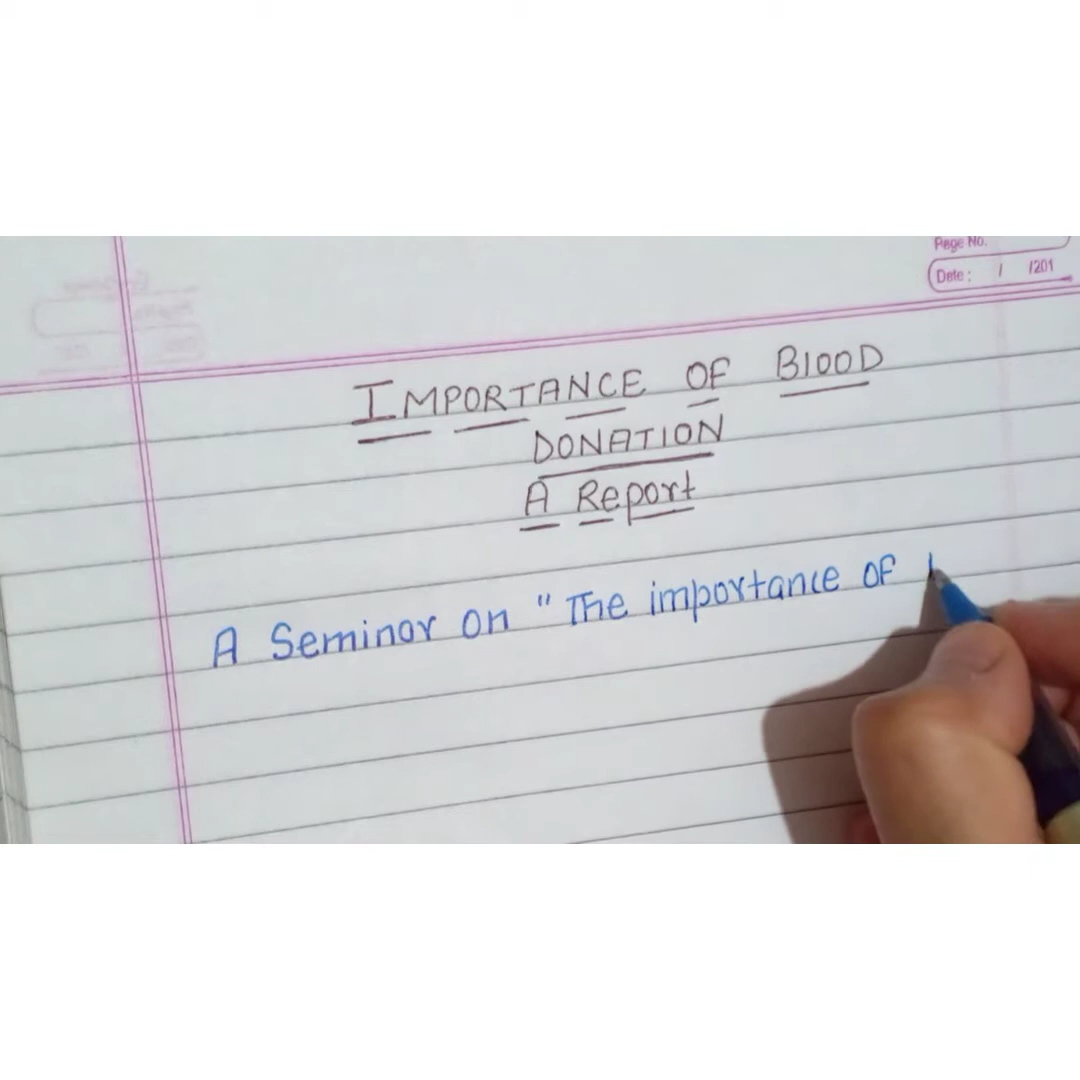 Page No.
Date : / /201
IMPORTANCE OF BlOOD
DONATION
A Report
A Seminar on "The importance of